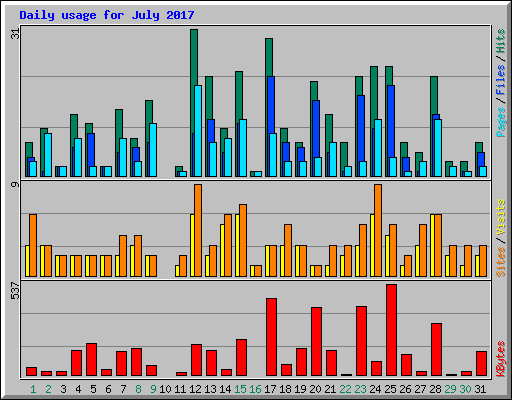 Daily usage for July 2017
31
Pages / Files / Hits
9
Sites / Visits
537
KBytes
1 2 3 4 5 6 7 8 9 10 11 12 13 14 15 16 17 18 19 20 21 22 23 24 25 26 27 28 29 30 31